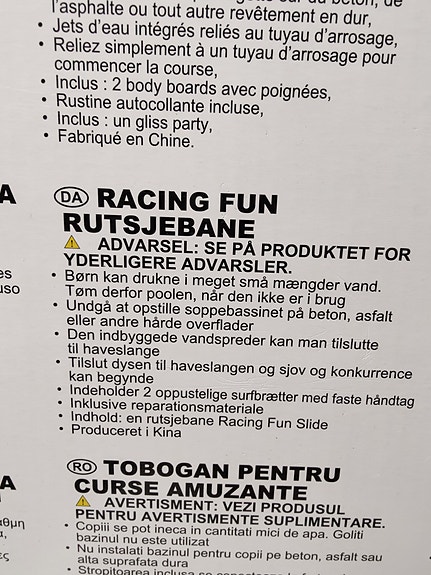 l'asphalte ou tout autre revêtement en dur,
• Jets d'eau intégrés reliés au tuyau d'arrosage,
• Reliez simplement à un tuyau d'arrosage pour
commencer la course,
• Inclus : 2 body boards avec poignées,
• Rustine autocollante incluse,
• Inclus : un gliss party,
• Fabriqué en Chine.
A
DA RACING FUN
RUTSJEBANE
ADVARSEL: SE PÅ PRODUKTET FOR
YDERLIGERE ADVARSLER.
es
uso
• Børn kan drukne i meget små mængder vand.
Tøm derfor poolen, når den ikke er i brug
• Undgå at opstille soppebassinet på beton, asfalt
eller andre hårde overflader
• Den indbyggede vandspreder kan man tilslutte
til haveslange
• Tilslut dysen til haveslangen og sjov og konkurrence
kan begynde
• Indeholder 2 oppustelige surfbrætter med faste håndtag
• Inklusive reparationsmateriale
• Indhold: en rutsjebane Racing Fun Slide
• Produceret i Kina
A
RO TOBOGAN PENTRU
CURSE AMUZANTE
AVERTISMENT: VEZI PRODUSUL
PENTRU AVERTISMENTE SUPLIMENTARE.
• Copiii se pot ineca in cantitati mici de apa. Goliti
bazinul nu este utilizat
• Nu instalati bazinul pentru copii pe beton, asfalt sau
alta suprafata dura
• Stropitoarea inclusa se